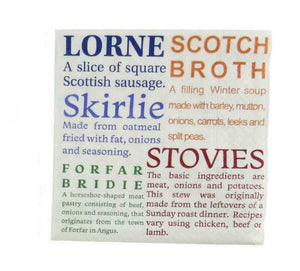 LORNE
A slice of square
Scottish sausage.
SCOTCH
BROTH
A filling Winter soup
made with barley, mutton,
onions, carrots, leeks and
split peas.
Skirlie
Made from oatmeal
fried with fat, onions
and seasoning.
STOVIES
The basic ingredients are
meat, onions and potatoes.
This stew was originally
made from the leftovers of a
Sunday roast dinner. Recipes
vary using chicken, beef or
lamb.
FORFAR
BRIDIE
A horseshoe-shaped meat
pastry consisting of beef,
onions and seasoning, that
originates from the town
of Forfar in Angus.